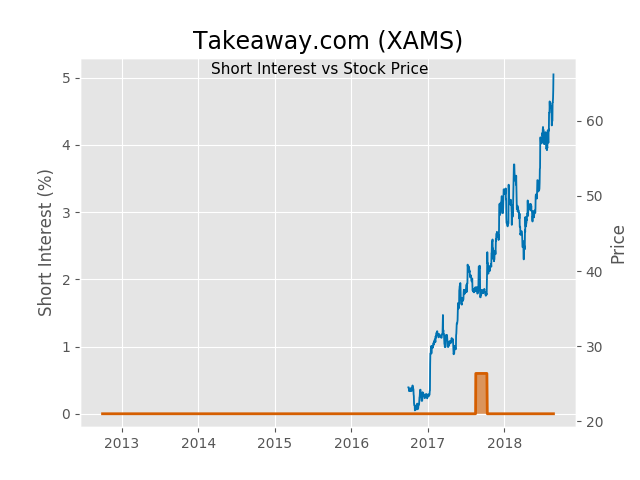 Takeaway.com (XAMS)
Short Interest vs Stock Price
Short Interest (%)
5
4
3
2
1
0
60
50
40
30
20
Price
2013 2014 2015 2016 2017 2018